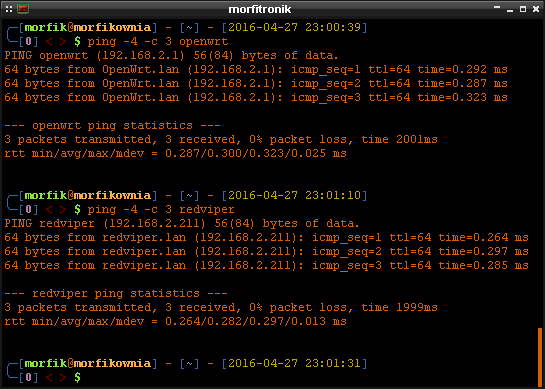 morfitronik
[morfik@morfikownia] - [~] - [2016-04-27 23:00:39]
[0] < > $ ping -4 -c 3 openwrt
PING openwrt (192.168.2.1) 56(84) bytes of data.
64 bytes from OpenWrt.lan (192.168.2.1): icmp_seq=1 ttl=64 time=0.292 ms
64 bytes from OpenWrt.lan (192.168.2.1): icmp_seq=2 ttl=64 time=0.287 ms
64 bytes from OpenWrt.lan (192.168.2.1): icmp_seq=3 ttl=64 time=0.323 ms
--- openwrt ping statistics ---
3 packets transmitted, 3 received, 0% packet loss, time 2001ms
rtt min/avg/max/mdev = 0.287/0.300/0.323/0.025 ms
[morfik@morfikownia] - [~] - [2016-04-27 23:01:10]
[0] < > $ ping -4 -c 3 redviper
PING redviper (192.168.2.211) 56(84) bytes of data.
64 bytes from redviper.lan (192.168.2.211): icmp_seq=1 ttl=64 time=0.264 ms
64 bytes from redviper.lan (192.168.2.211): icmp_seq=2 ttl=64 time=0.297 ms
64 bytes from redviper.lan (192.168.2.211): icmp_seq=3 ttl=64 time=0.285 ms
--- redviper ping statistics ---
3 packets transmitted, 3 received, 0% packet loss, time 1999ms
rtt min/avg/max/mdev = 0.264/0.282/0.297/0.013 ms
[morfik@morfikownia] - [~] - [2016-04-27 23:01:31]
[0] < > $